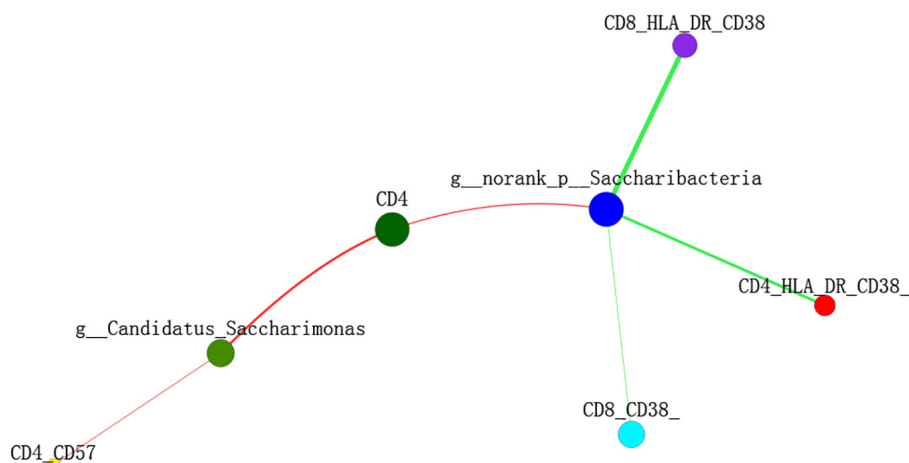 CD8_HLA_DR_CD38
g__norank_p__Saccharibacteria
CD4
CD4_HLA_DR_CD38_
g__Candidatus_Saccharimonas
CD8_CD38_
CD4_CD57